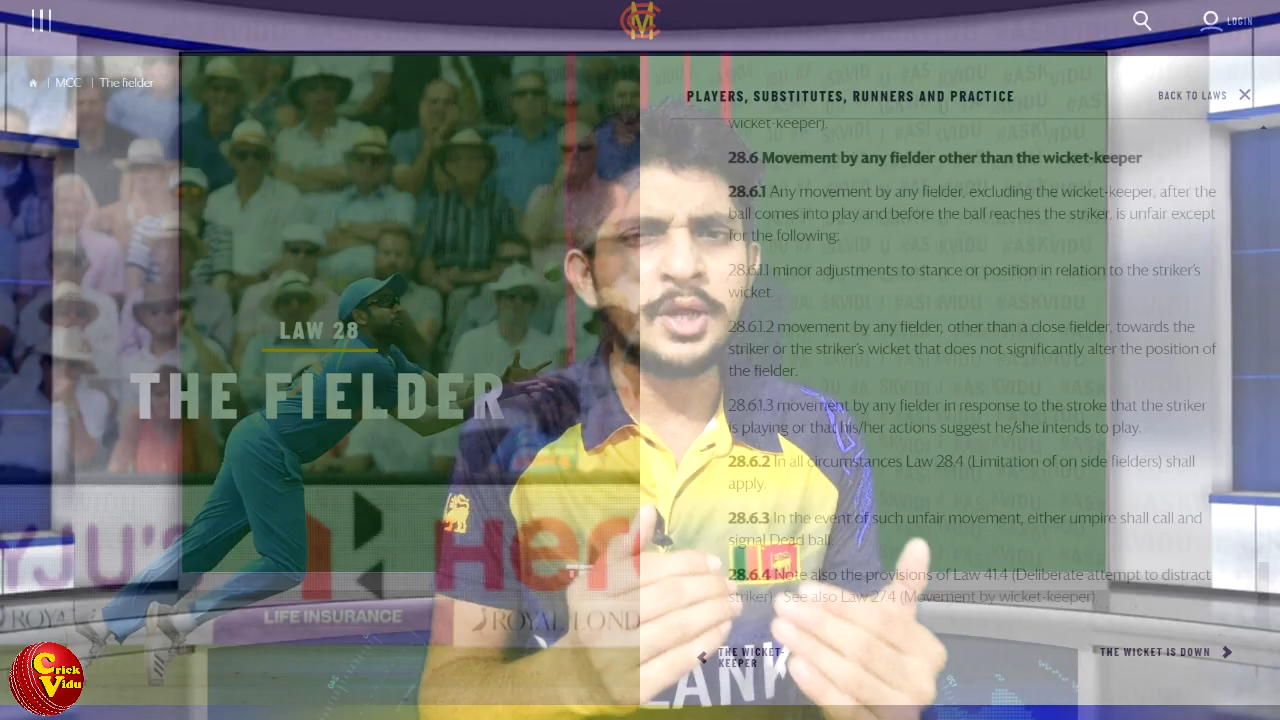 LOGIN
MCC | The fielder
PLAYERS, SUBSTITUTES, RUNNERS AND PRACTICE
BACK TO LAWS
wicket-keeper).
28.6 Movement by any fielder other than the wicket-keeper
28.6.1 Any movement by any fielder, excluding the wicket-keeper, after the
ball comes into play and before the ball reaches the striker, is unfair except
for the following:
28.6.1.1 minor adjustments to stance or position in relation to the striker's
wicket.
28.6.1.2 movement by any fielder, other than a close fielder, towards the
striker or the striker's wicket that does not significantly alter the position of
the fielder.
28.6.1.3 movement by any fielder in response to the stroke that the striker
is playing or that his/her actions suggest he/she intends to play.
28.6.2 In all circumstances Law 28.4 (Limitation of on side fielders) shall
apply.
28.6.3 In the event of such unfair movement, either umpire shall call and
signal Dead ball.
28.6.4 Note also the provisions of Law 41.4 (Deliberate attempt to distract
striker). See also Law 27.4 (Movement by wicket-keeper).
LAW 28
THE FIELDER
YJU'S
Hero
LIFE INSURANCE
ROYAL LONDON
LANK
THE WICKET-
KEEPER
THE WICKET IS DOWN
#ASKVIDU
Crick
Vidu